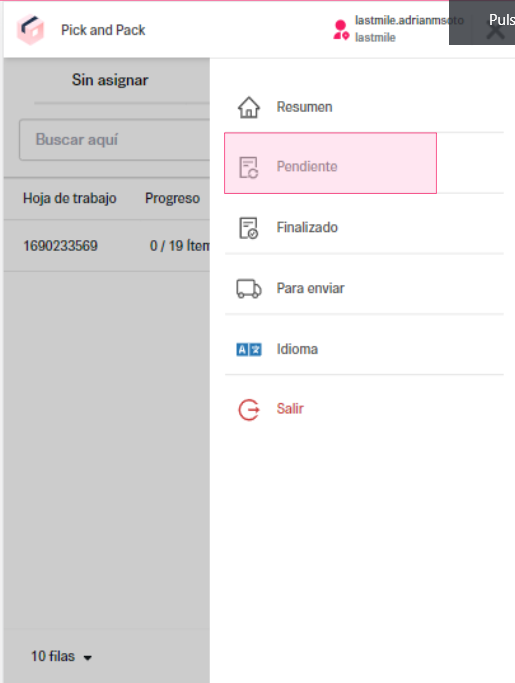 Pick and Pack
lastmile.adrianmsoto
lastmile
Puls
Sin asignar
Buscar aquí
Hoja de trabajo Progreso
1690233569 0 / 19 Ítem
Resumen
Pendiente
Finalizado
Para enviar
Idioma
Salir
10 filas